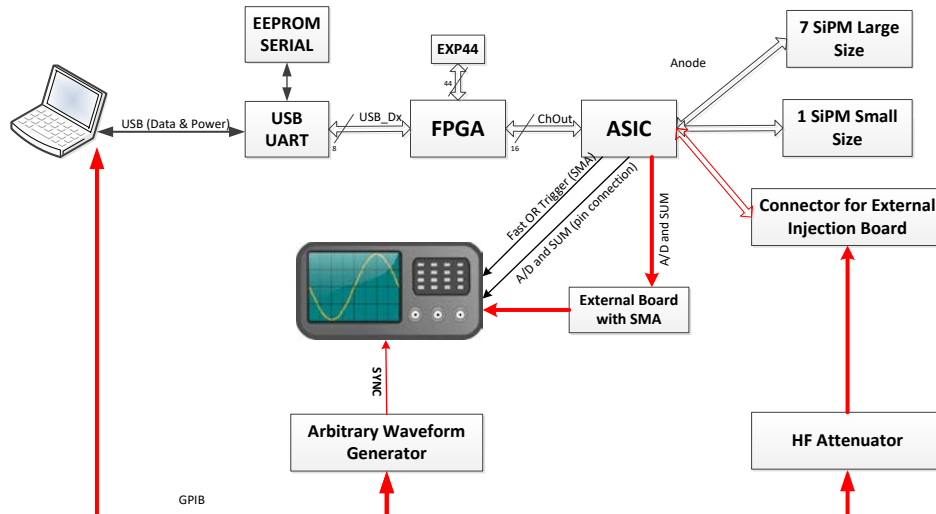 EEPROM
SERIAL
EXP44
7 SiPM Large
Size
Anode
44
USB (Data & Power)
USB
UART
USB_Dx
8
FPGA
ChOut
16
ASIC
1 SiPM Small
Size
Fast OR Trigger (SMA)
A/D and SUM (pin connection)
A/D and SUM
Connector for External
Injection Board
External Board
with SMA
SYNC
Arbitrary Waveform
Generator
HF Attenuator
GPIB